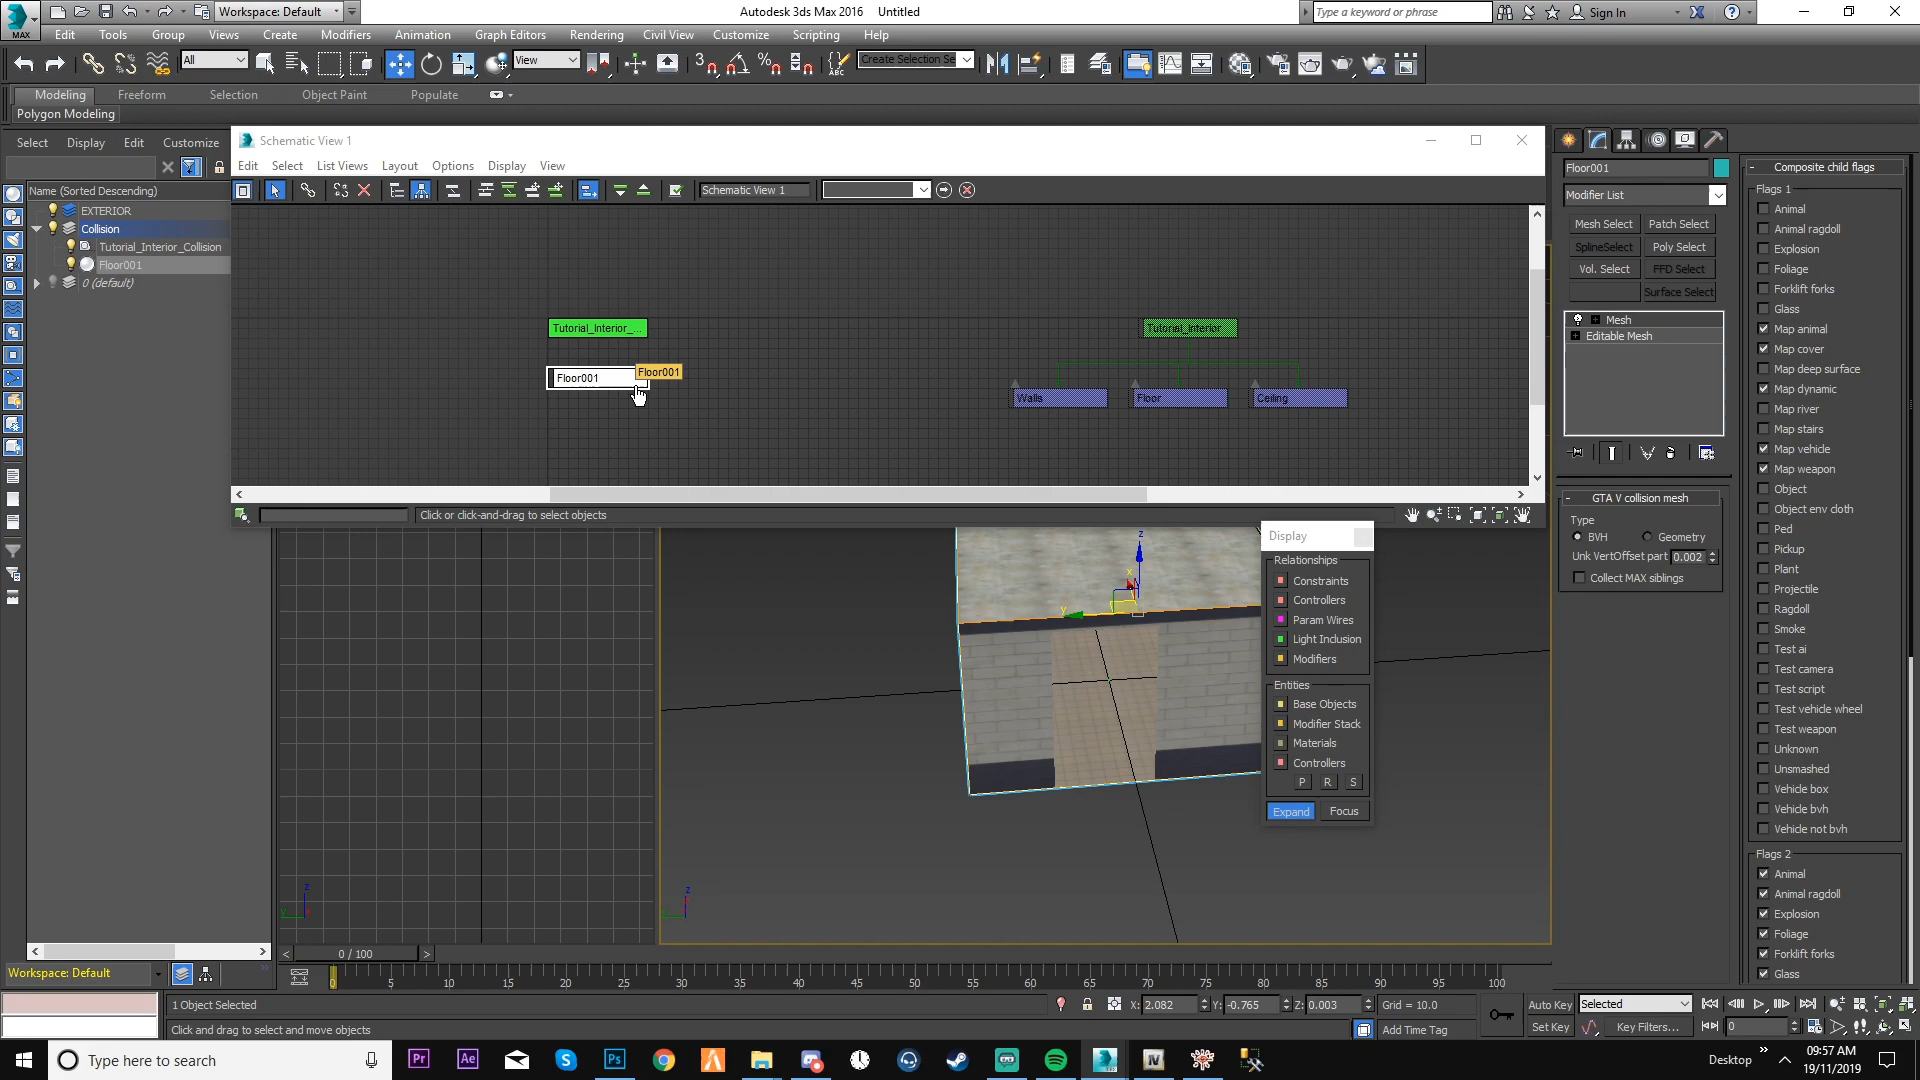 Workspace: Default
Autodesk 3ds Max 2016    Untitled
Type a keyword or phrase
Sign In
MAX
Edit Tools Group Views Create Modifiers Animation Graph Editors Rendering Civil View Customize Scripting Help
All
View
Create Selection Se
Modeling Freeform Selection Object Paint Populate
Polygon Modeling
Select Display Edit Customize
Name (Sorted Descending)
EXTERIOR
Collision
Tutorial_Interior_Collision
Floor001
0 (default)
Schematic View 1
Edit Select List Views Layout Options Display View
Schematic View 1
Tutorial_Interior_...
Floor001
Floor001
Tutorial_Interior
Walls
Floor
Ceiling
Click or click-and-drag to select objects
Display
Relationships
Constraints
Controllers
Param Wires
Light Inclusion
Modifiers
Entities
Base Objects
Modifier Stack
Materials
Controllers
P R S
Expand Focus
Floor001
Modifier List
Mesh Select Patch Select
SplineSelect Poly Select
Vol. Select FFD Select
Surface Select
Mesh
Editable Mesh
GTA V collision mesh
Type
BVH Geometry
Unk VertOffset part 0.002
Collect MAX siblings
Composite child flags
Flags 1
Animal
Animal ragdoll
Explosion
Foliage
Forklift forks
Glass
Map animal
Map cover
Map deep surface
Map dynamic
Map river
Map stairs
Map vehicle
Map weapon
Object
Object env cloth
Ped
Pickup
Plant
Projectile
Ragdoll
Smoke
Test ai
Test camera
Test script
Test vehicle wheel
Test weapon
Unknown
Unsmashed
Vehicle box
Vehicle bvh
Vehicle not bvh
Flags 2
Animal
Animal ragdoll
Explosion
Foliage
Forklift forks
Glass
z
x
y
z
y
z
0 / 100
Workspace: Default
0 5 10 15 20 25 30 35 40 45 50 55 60 65 70 75 80 85 90 95 100
1 Object Selected
X: 2.082 Y: -0.765 Z: 0.003 Grid = 10.0
Auto Key Selected
Click and drag to select and move objects
Add Time Tag
Set Key Key Filters... 0
Type here to search
Desktop
09:57 AM
19/11/2019